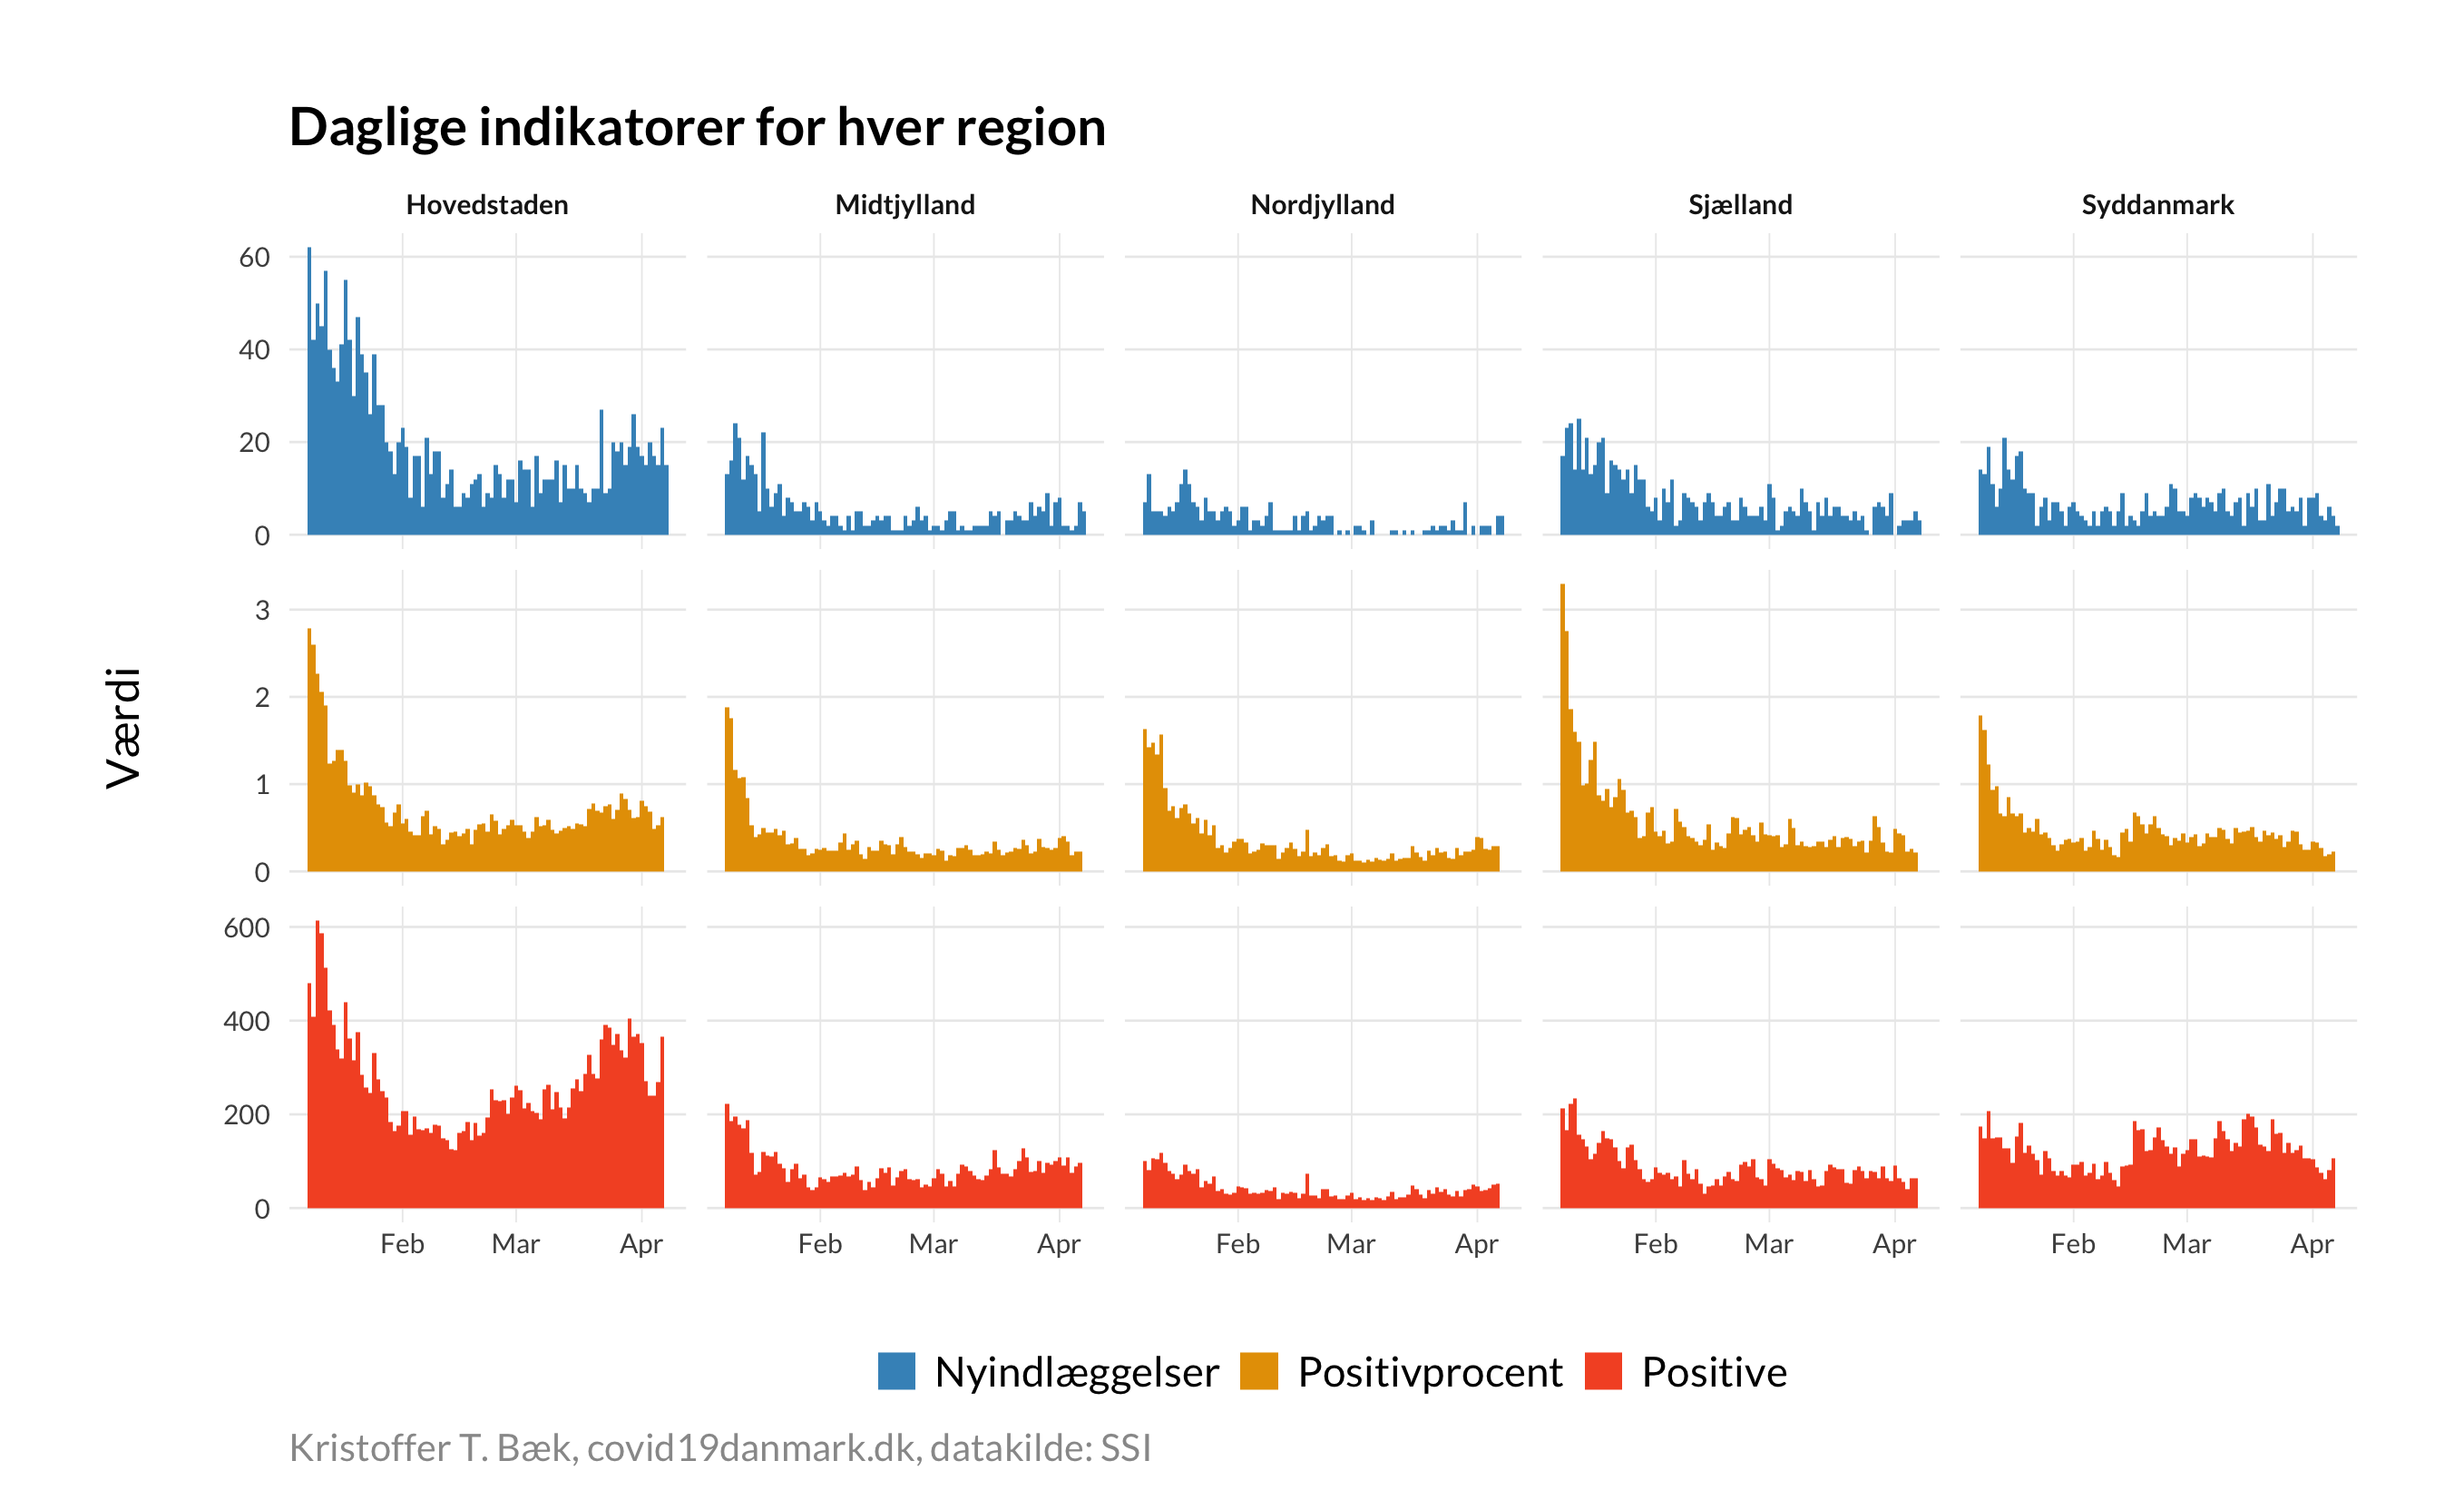 Daglige indikatorer for hver region
Hovedstaden Midtjylland Nordjylland Sjælland Syddanmark
60
40
20
0
3
2
1
0
600
400
200
0
Værdi
Feb Mar Apr Feb Mar Apr Feb Mar Apr Feb Mar Apr Feb Mar Apr
Nyindlæggelser Positivprocent Positive
Kristoffer T. Bæk, covid19danmark.dk, datakilde: SSI